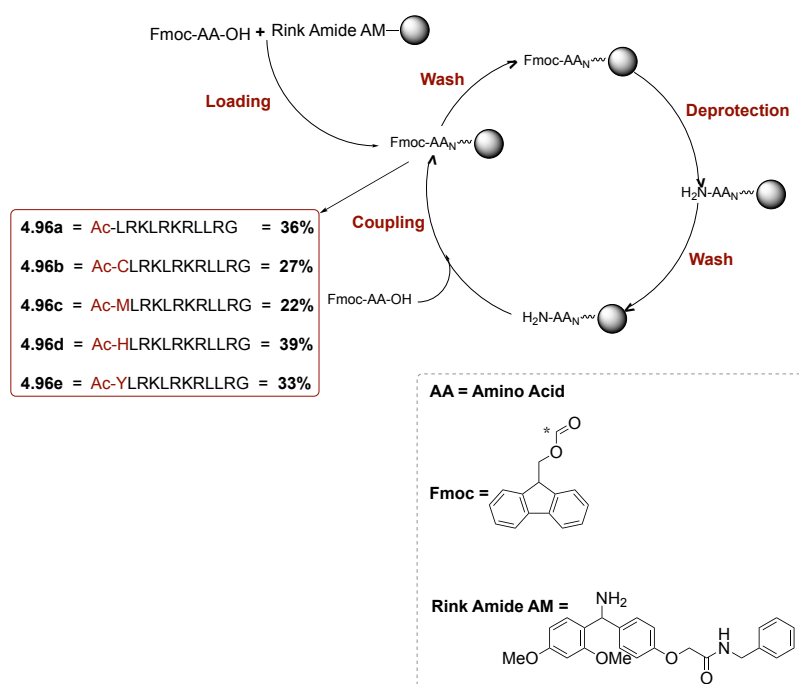 Fmoc-AA-OH + Rink Amide AM
Loading
Wash
Fmoc-AAN
Deprotection
Fmoc-AAN
H2N-AAN
Coupling
Wash
Fmoc-AA-OH
H2N-AAN
4.96a = Ac-LRKLRKRLLRG = 36%
4.96b = Ac-CLRKLRKRLLRG = 27%
4.96c = Ac-MLRKLRKRLLRG = 22%
4.96d = Ac-HLRKLRKRLLRG = 39%
4.96e = Ac-YLRKLRKRLLRG = 33%
AA = Amino Acid
* O
O
Fmoc =
NH2
Rink Amide AM =
MeO OMe O
H
N
O